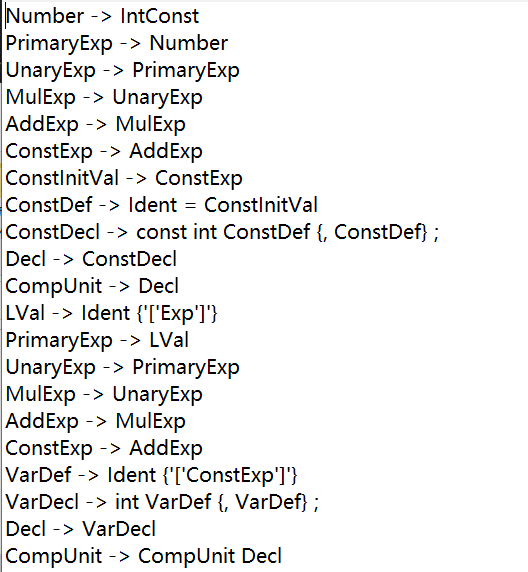 Number -> IntConst
PrimaryExp -> Number
UnaryExp -> PrimaryExp
MulExp -> UnaryExp
AddExp -> MulExp
ConstExp -> AddExp
ConstInitVal -> ConstExp
ConstDef -> Ident = ConstInitVal
ConstDecl -> const int ConstDef {, ConstDef} ;
Decl -> ConstDecl
CompUnit -> Decl
LVal -> Ident {'['Exp']'}
PrimaryExp -> LVal
UnaryExp -> PrimaryExp
MulExp -> UnaryExp
AddExp -> MulExp
ConstExp -> AddExp
VarDef -> Ident {'['ConstExp']'}
VarDecl -> int VarDef {, VarDef} ;
Decl -> VarDecl
CompUnit -> CompUnit Decl